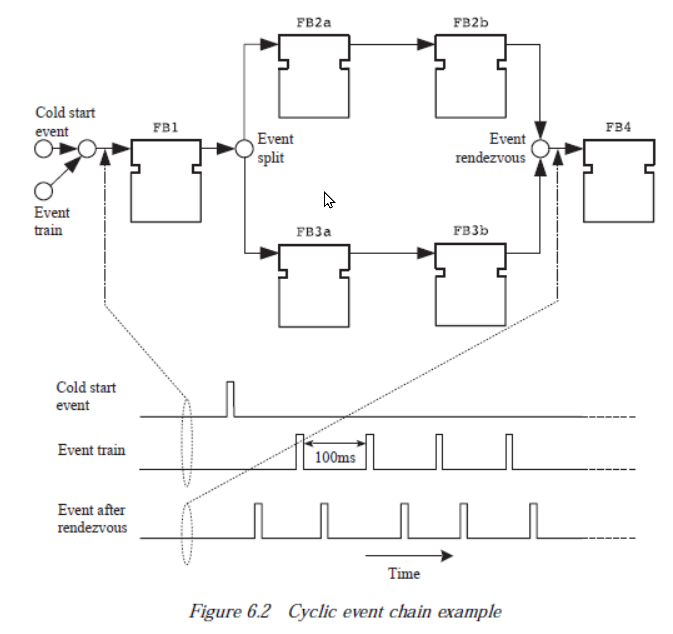 FB2a
FB2b
Cold start
event
FB1
Event
split
Event
rendezvous
FB4
Event
train
FB3a
FB3b
Cold start
event
Event train
100ms
Event after
rendezvous
Time
Figure 6.2 Cyclic event chain example